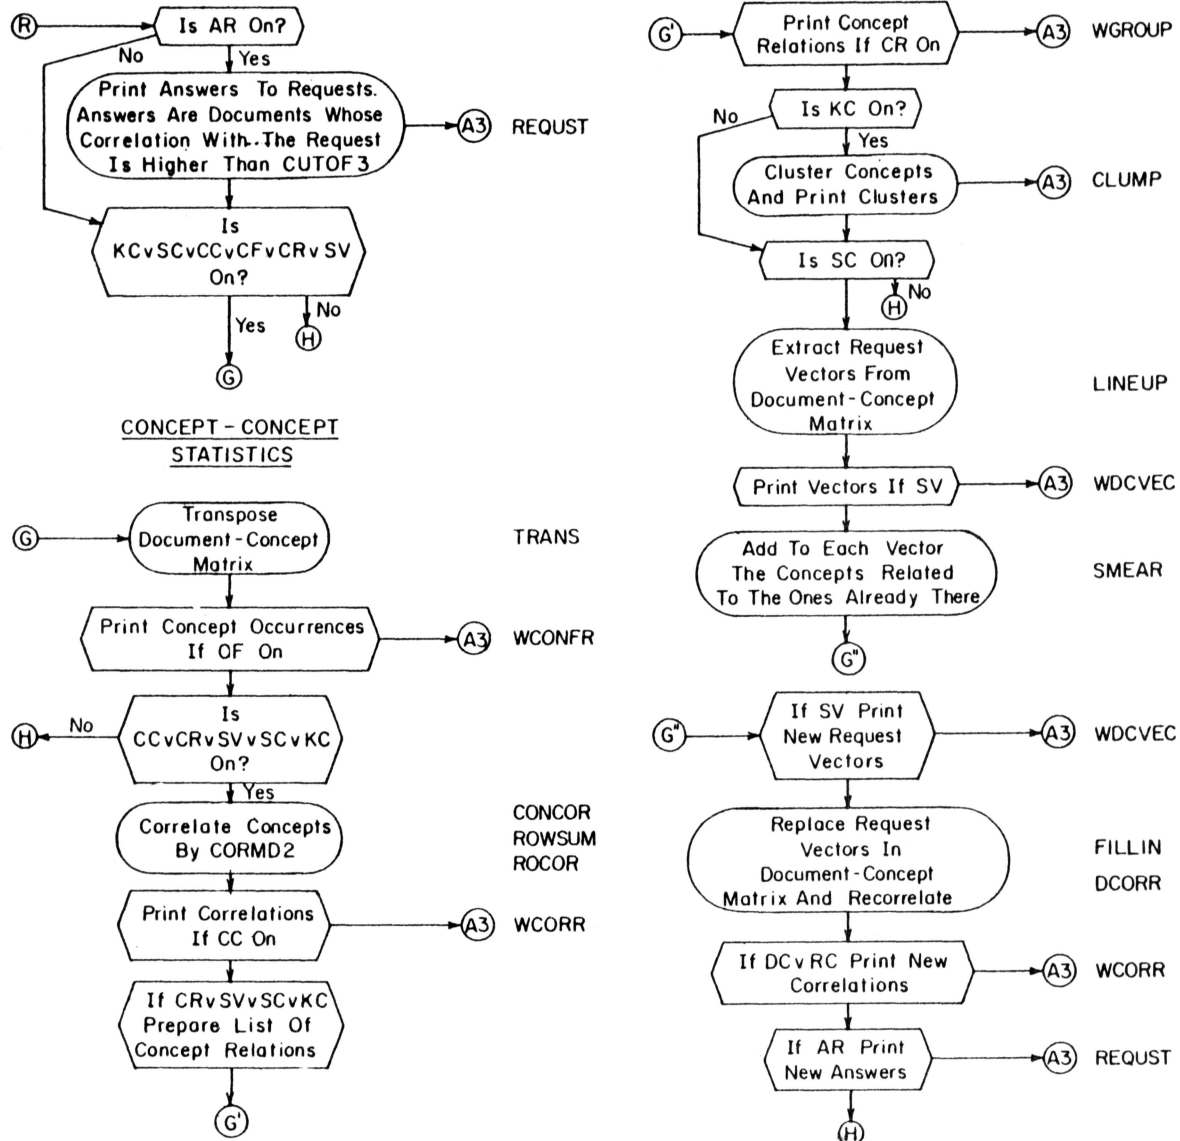 R
Is AR On?
No
Yes
Print Answers To Requests.
Answers Are Documents Whose
Correlation With..The Request
Is Higher Than CUTOF3
A3
REQUST
Is
KCvSCvCCvCFvCRvSV
On?
Yes
No
H
G
CONCEPT-CONCEPT
STATISTICS
G
Transpose
Document-Concept
Matrix
TRANS
Print Concept Occurrences
If OF On
A3
WCONFR
Is
CCvCRvSVvSCvKC
On?
No
H
Yes
Correlate Concepts
By CORMD2
CONCOR
ROWSUM
ROCOR
Print Correlations
If CC On
A3
WCORR
If CRvSVvSCvKC
Prepare List Of
Concept Relations
G'
G'
Print Concept
Relations If CR On
A3
WGROUP
Is KC On?
No
Yes
Cluster Concepts
And Print Clusters
A3
CLUMP
Is SC On?
No
H
Extract Request
Vectors From
Document-Concept
Matrix
LINEUP
Print Vectors If SV
A3
WDCVEC
Add To Each Vector
The Concepts Related
To The Ones Already There
SMEAR
G"
G"
If SV Print
New Request
Vectors
A3
WDCVEC
Replace Request
Vectors In
Document-Concept
Matrix And Recorrelate
FILLIN
DCORR
If DCvRC Print New
Correlations
A3
WCORR
If AR Print
New Answers
A3
REQUST
H